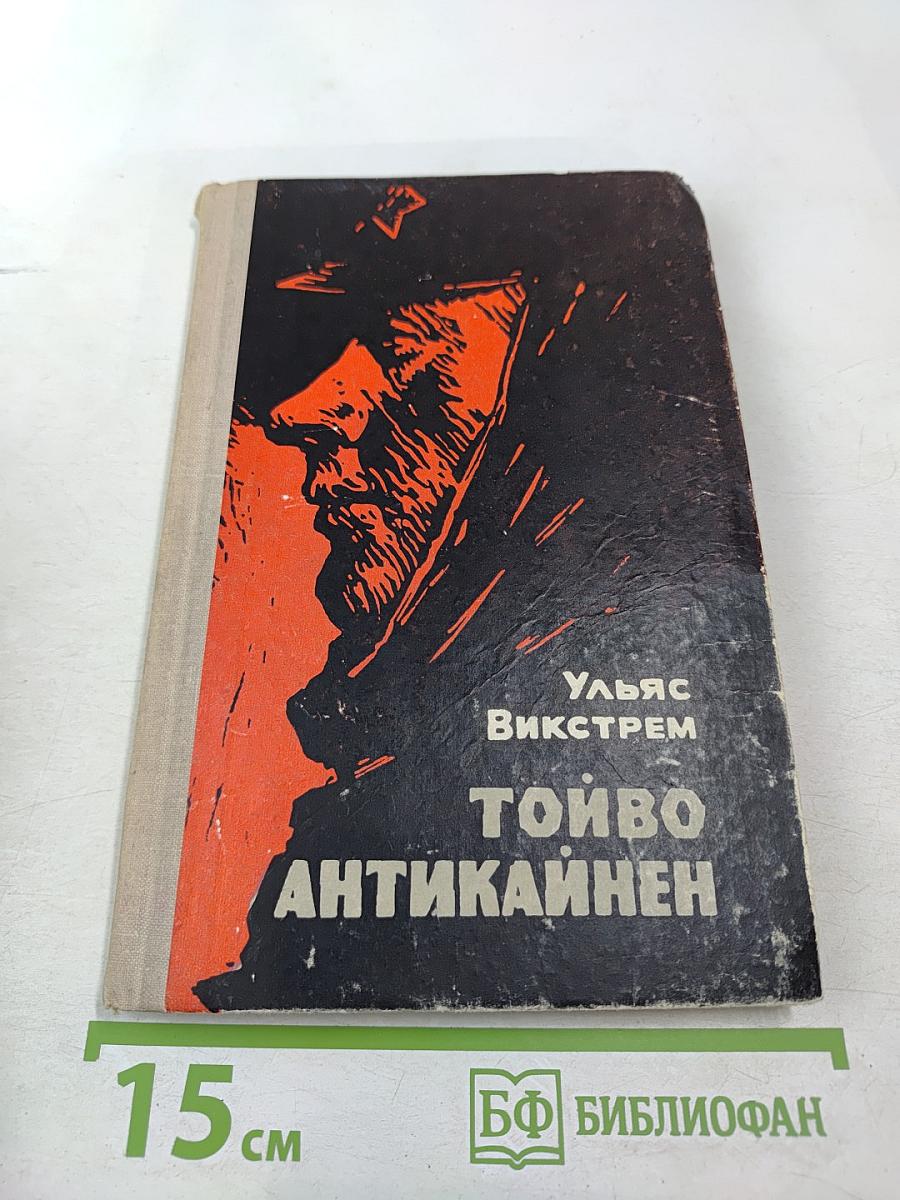 Ульяс
Викстрем
ТОЙВО
АНТИКАЙНЕН
15 см
БФ БИБЛИОФАН